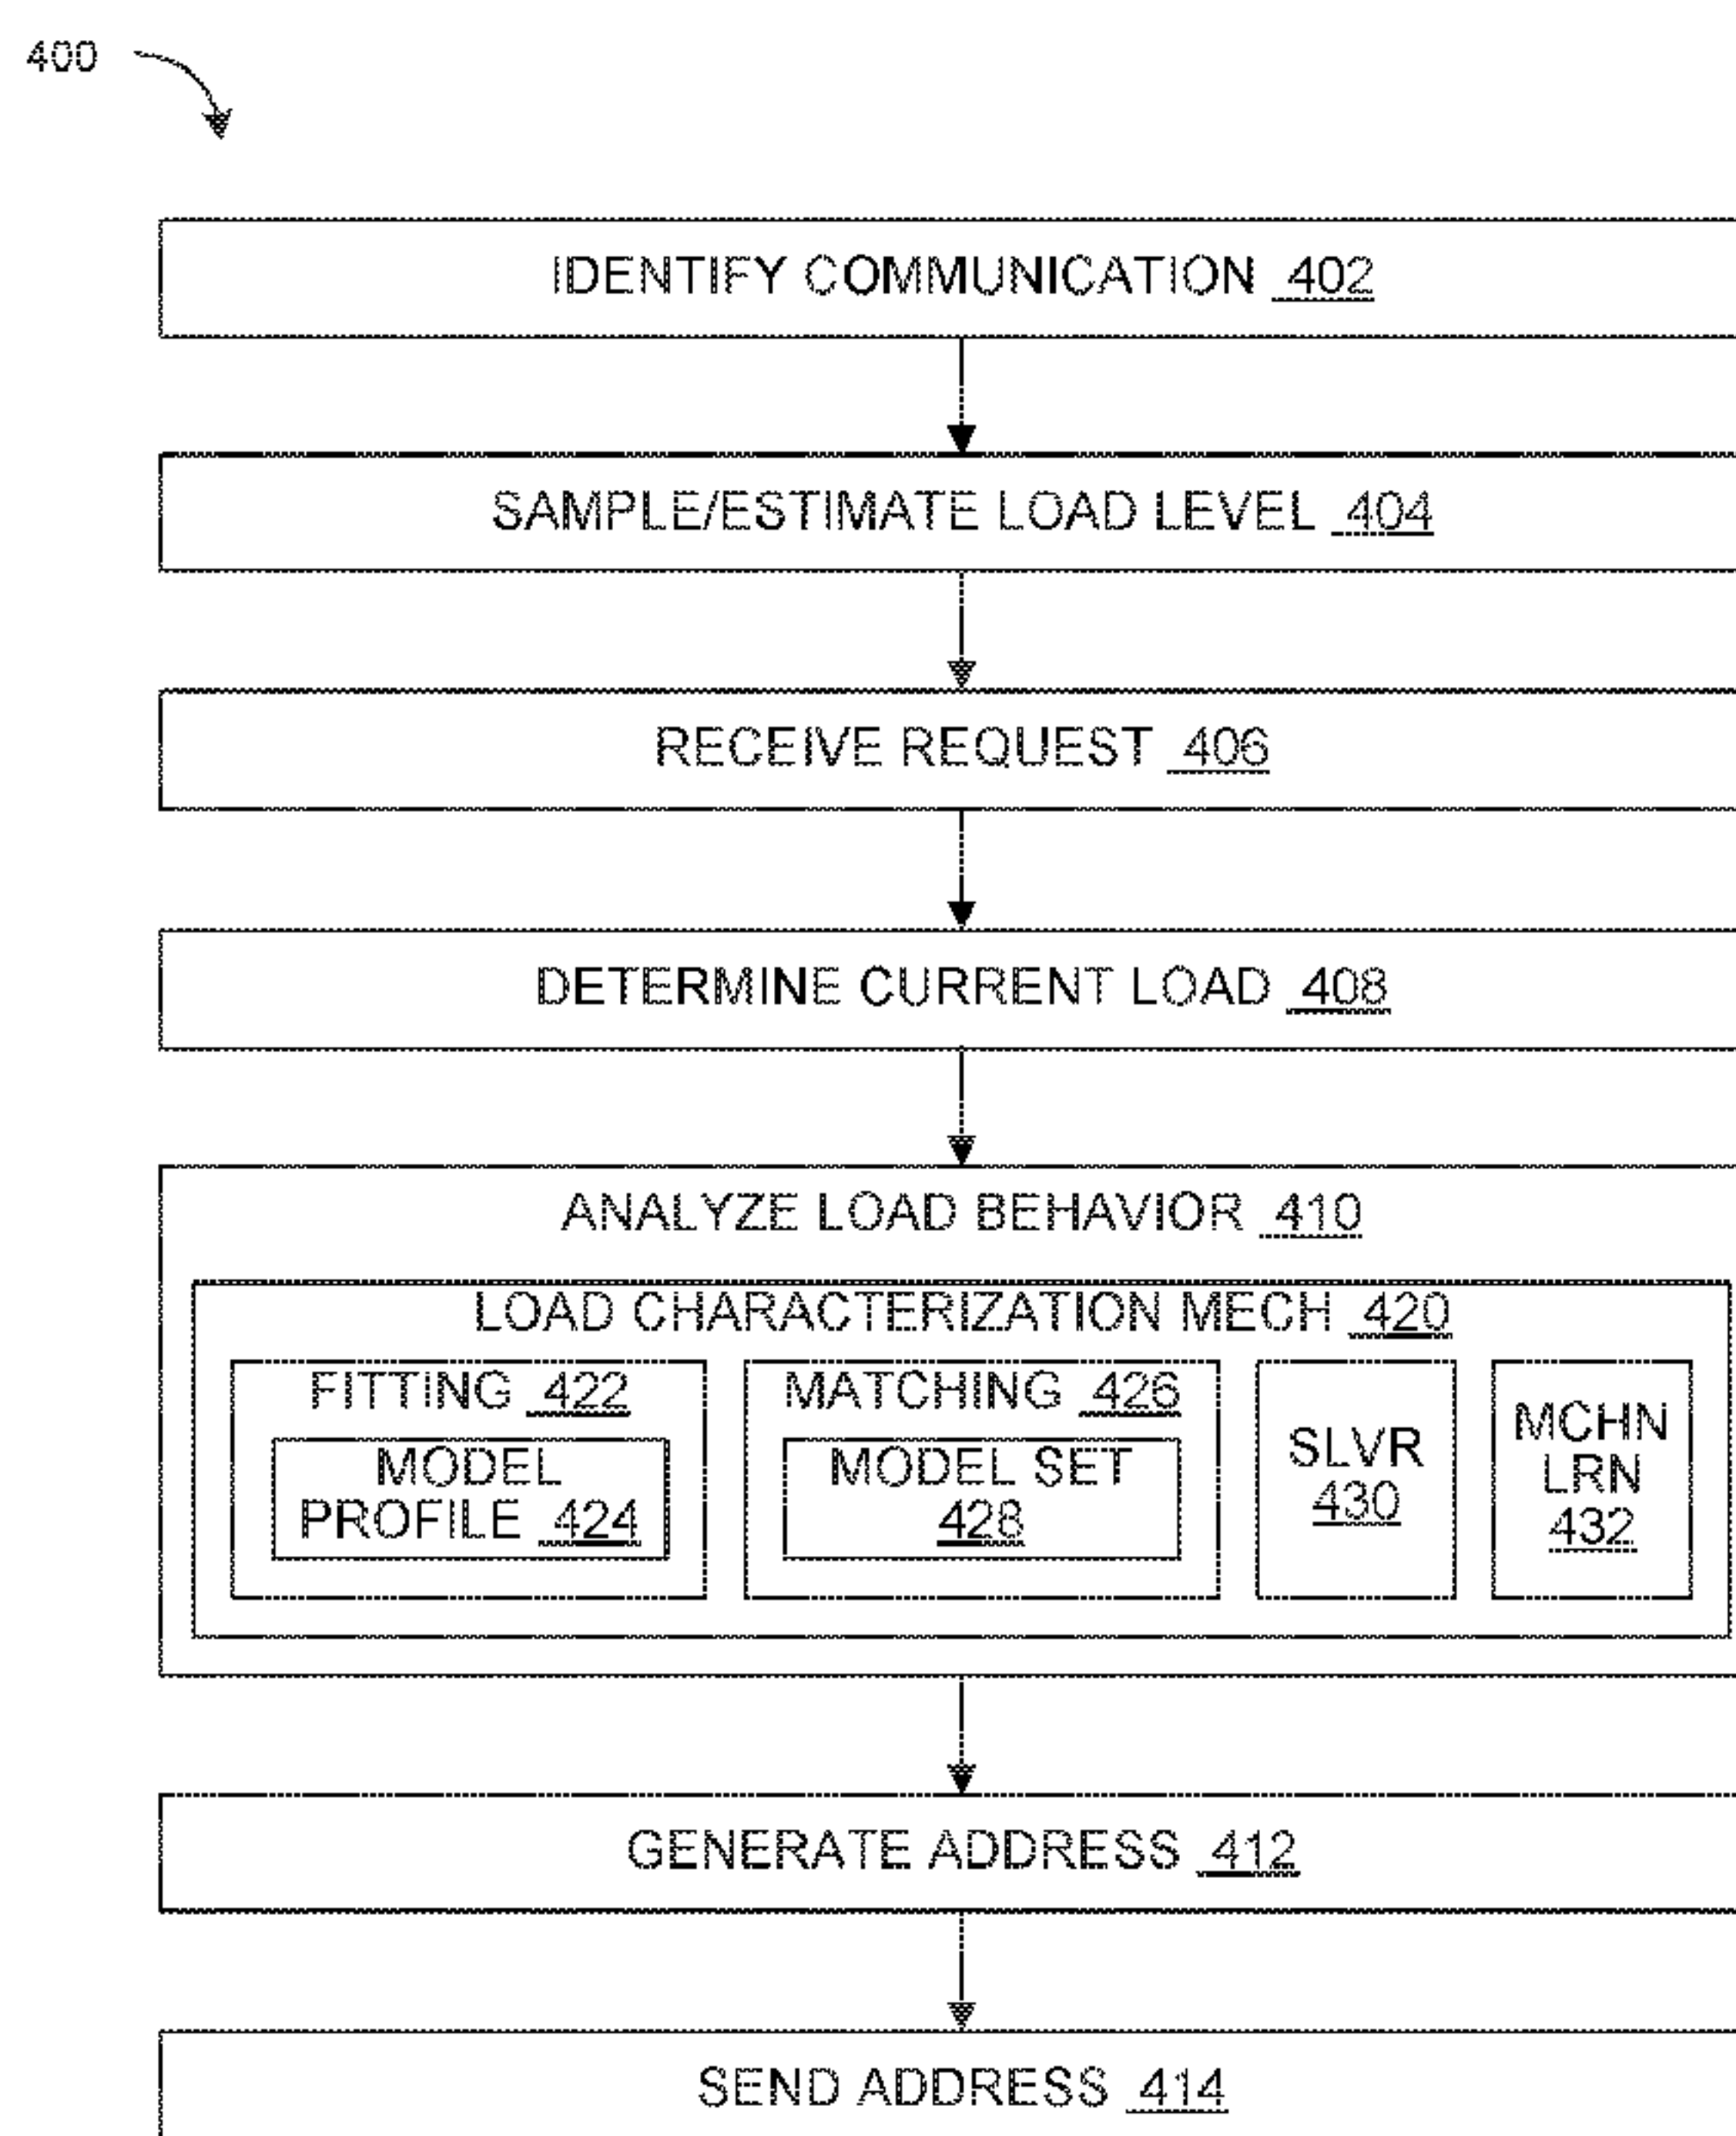 400
IDENTIFY COMMUNICATION 402
SAMPLE/ESTIMATE LOAD LEVEL 404
RECEIVE REQUEST 406
DETERMINE CURRENT LOAD 408
ANALYZE LOAD BEHAVIOR 410
LOAD CHARACTERIZATION MECH 420
FITTING 422
MODEL
PROFILE 424
MATCHING 426
MODEL SET
428
SLVR
430
MCHN
LRN
432
GENERATE ADDRESS 412
SEND ADDRESS 414